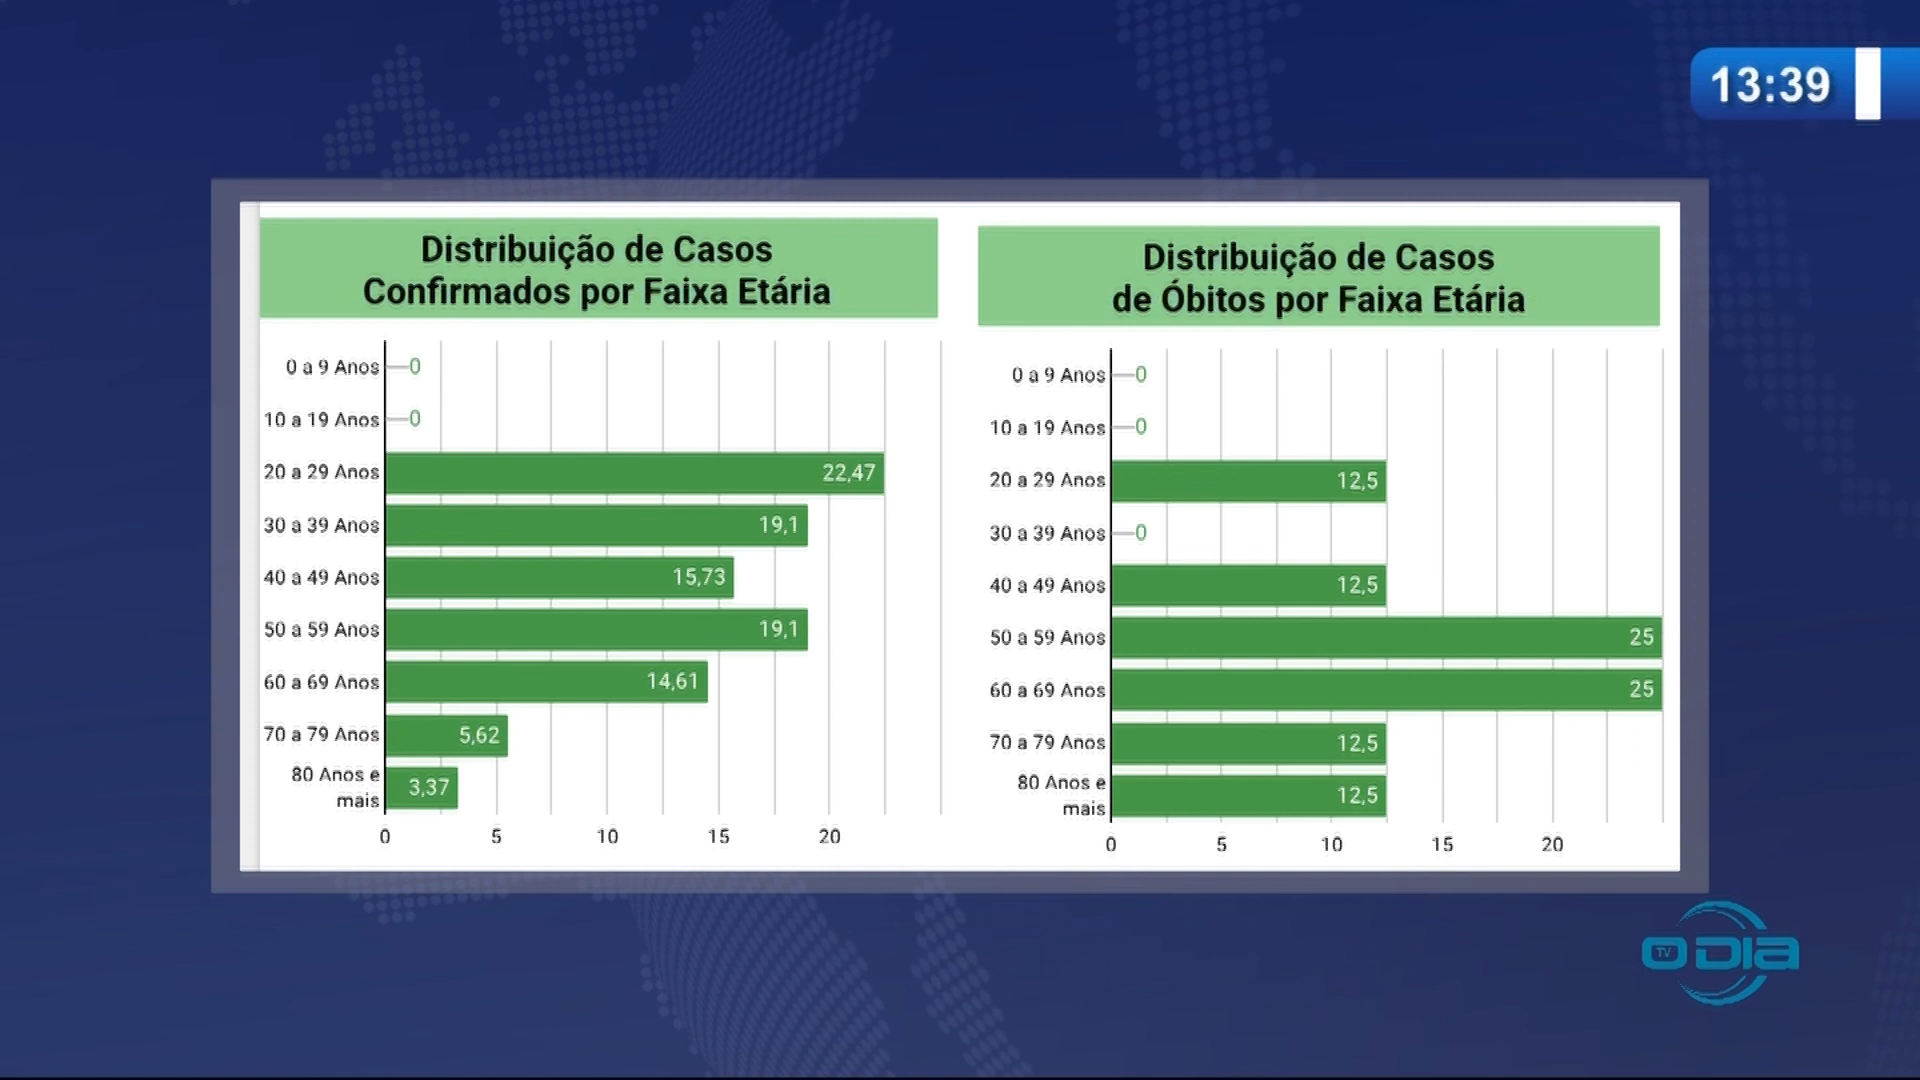 13:39
Distribuição de Casos
Confirmados por Faixa Etária
0 a 9 Anos 0
10 a 19 Anos 0
20 a 29 Anos 22,47
30 a 39 Anos 19,1
40 a 49 Anos 15,73
50 a 59 Anos 19,1
60 a 69 Anos 14,61
70 a 79 Anos 5,62
80 Anos e
mais 3,37
0 5 10 15 20
Distribuição de Casos
de Óbitos por Faixa Etária
0 a 9 Anos 0
10 a 19 Anos 0
20 a 29 Anos 12,5
30 a 39 Anos 0
40 a 49 Anos 12,5
50 a 59 Anos 25
60 a 69 Anos 25
70 a 79 Anos 12,5
80 Anos e
mais 12,5
0 5 10 15 20
TV O DIA